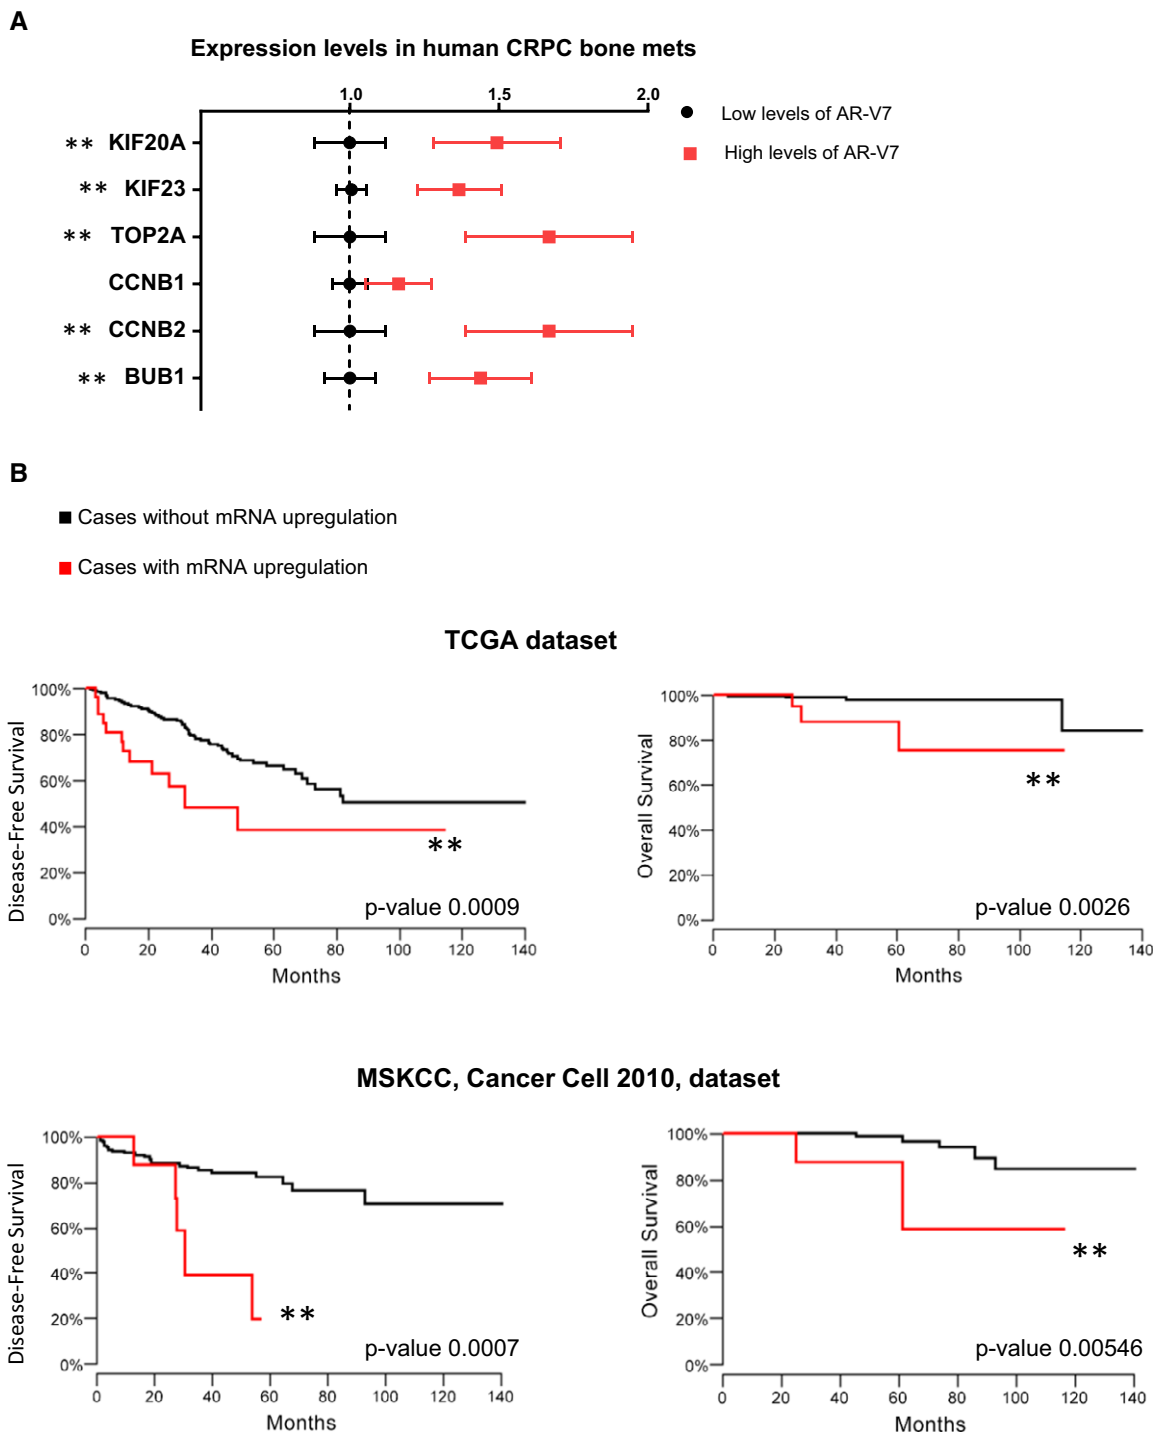 A
Expression levels in human CRPC bone mets
1.0 1.5 2.0
** KIF20A
** KIF23
** TOP2A
CCNB1
** CCNB2
** BUB1
Low levels of AR-V7
High levels of AR-V7
B
Cases without mRNA upregulation
Cases with mRNA upregulation
TCGA dataset
Disease-Free Survival
100%
80%
60%
40%
20%
0%
**
p-value 0.0009
0 20 40 60 80 100 120 140
Months
Overall Survival
100%
80%
60%
40%
20%
0%
**
p-value 0.0026
0 20 40 60 80 100 120 140
Months
MSKCC, Cancer Cell 2010, dataset
Disease-Free Survival
100%
80%
60%
40%
20%
0%
**
p-value 0.0007
0 20 40 60 80 100 120 140
Months
Overall Survival
100%
80%
60%
40%
20%
0%
**
p-value 0.00546
0 20 40 60 80 100 120 140
Months